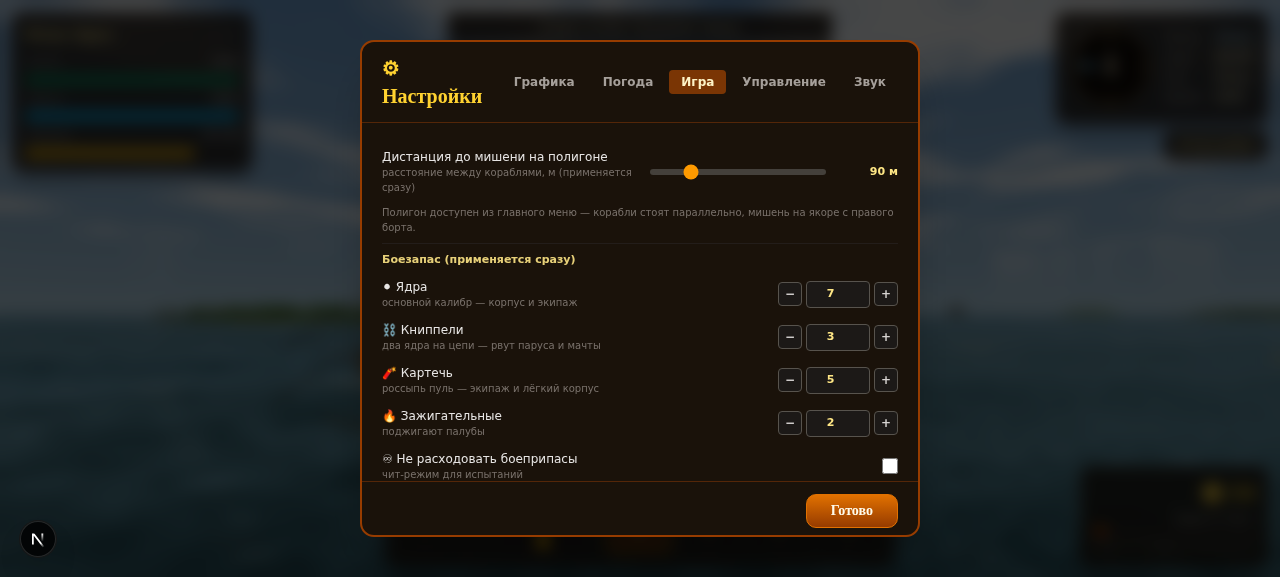 ⚙
Настройки
Графика
Погода
Игра
Управление
Звук
Дистанция до мишени на полигоне
расстояние между кораблями, м (применяется
сразу)
90 м
Полигон доступен из главного меню — корабли стоят параллельно, мишень на якоре с правого
борта.
Боезапас (применяется сразу)
Ядра
основной калибр — корпус и экипаж
− 7 +
Книппели
два ядра на цепи — рвут паруса и мачты
− 3 +
Картечь
россыпь пуль — экипаж и лёгкий корпус
− 5 +
Зажигательные
поджигают палубы
− 2 +
Не расходовать боеприпасы
чит-режим для испытаний
Готово
N